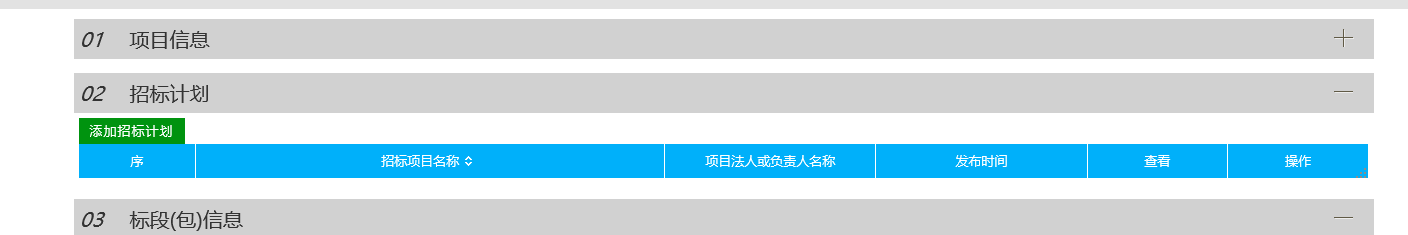 01 项目信息
02 招标计划
添加招标计划
序 招标项目名称 项目法人或负责人名称 发布时间 查看 操作
03 标段(包)信息